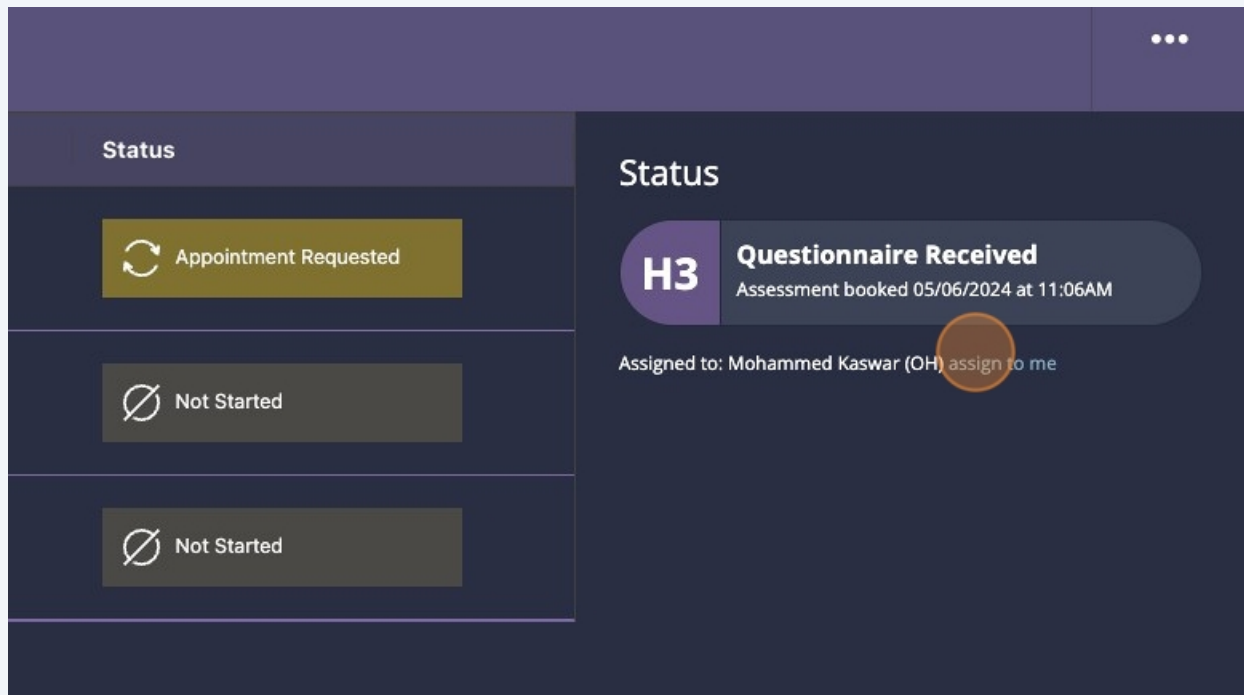 Status
Appointment Requested
Not Started
Not Started
Status
H3
Questionnaire Received
Assessment booked 05/06/2024 at 11:06AM
Assigned to: Mohammed Kaswar (OH) assign to me